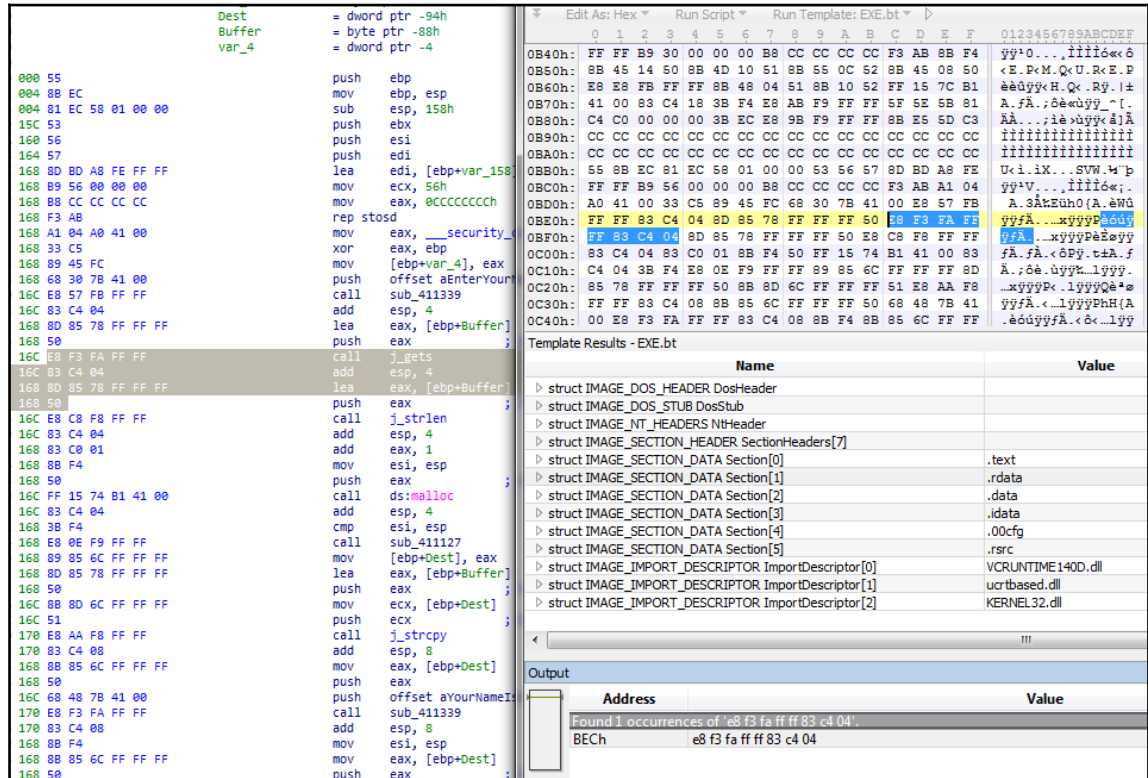 Dest = dword ptr -94h
Buffer = byte ptr -88h
var_4 = dword ptr -4
000 55 push ebp
004 8B EC mov ebp, esp
004 81 EC 58 01 00 00 sub esp, 158h
15C 53 push ebx
160 56 push esi
164 57 push edi
168 8D BD A8 FE FF FF lea edi, [ebp+var_158]
168 B9 56 00 00 00 mov ecx, 56h
168 B8 CC CC CC CC mov eax, 0CCCCCCCCh
168 F3 AB rep stosd
168 A1 04 A0 41 00 mov eax, ___security_c
168 33 C5 xor eax, ebp
168 89 45 FC mov [ebp+var_4], eax
168 68 30 7B 41 00 push offset aEnterYourN
16C E8 57 FB FF FF call sub_411339
16C 83 C4 04 add esp, 4
168 8D 85 78 FF FF FF lea eax, [ebp+Buffer]
168 50 push eax ;
16C E8 F3 FA FF FF call j_gets
16C 83 C4 04 add esp, 4
168 8D 85 78 FF FF FF lea eax, [ebp+Buffer]
168 50 push eax ;
16C E8 C8 F8 FF FF call j_strlen
16C 83 C4 04 add esp, 4
168 83 C0 01 add eax, 1
168 8B F4 mov esi, esp
168 50 push eax ;
16C FF 15 74 B1 41 00 call ds:malloc
16C 83 C4 04 add esp, 4
168 3B F4 cmp esi, esp
168 E8 0E F9 FF FF call sub_411127
168 89 85 6C FF FF FF mov [ebp+Dest], eax
168 8D 85 78 FF FF FF lea eax, [ebp+Buffer]
168 50 push eax ;
16C 8B 8D 6C FF FF FF mov ecx, [ebp+Dest]
16C 51 push ecx ;
170 E8 AA F8 FF FF call j_strcpy
170 83 C4 08 add esp, 8
168 8B 85 6C FF FF FF mov eax, [ebp+Dest]
168 50 push eax
16C 68 48 7B 41 00 push offset aYourNameIs
170 E8 F3 FA FF FF call sub_411339
170 83 C4 08 add esp, 8
168 8B F4 mov esi, esp
168 8B 85 6C FF FF FF mov eax, [ebp+Dest]
168 50 push eax ;
Edit As: Hex Run Script Run Template: EXE.bt
0 1 2 3 4 5 6 7 8 9 A B C D E F 0123456789ABCDEF
0B40h: FF FF B9 30 00 00 00 B8 CC CC CC CC F3 AB 8B F4 ÿÿ¹0...¸ÌÌÌÌó«‹ô
0B50h: 8B 45 14 50 8B 4D 10 51 8B 55 0C 52 8B 45 08 50 ‹E.P‹M.Q‹U.R‹E.P
0B60h: E8 E8 FB FF FF 8B 48 04 51 8B 10 52 FF 15 7C B1 èèûÿÿ‹H.Q‹.Rÿ.|±
0B70h: 41 00 83 C4 18 3B F4 E8 AB F9 FF FF 5F 5E 5B 81 A.ƒÄ.;ôè«ùÿÿ_^[.
0B80h: C4 C0 00 00 00 3B EC E8 9B F9 FF FF 8B E5 5D C3 ÄÀ...;ìè›ùÿÿ‹å]Ã
0B90h: CC CC CC CC CC CC CC CC CC CC CC CC CC CC CC CC ÌÌÌÌÌÌÌÌÌÌÌÌÌÌÌÌ
0BA0h: CC CC CC CC CC CC CC CC CC CC CC CC CC CC CC CC ÌÌÌÌÌÌÌÌÌÌÌÌÌÌÌÌ
0BB0h: 55 8B EC 81 EC 58 01 00 00 53 56 57 8D BD A8 FE U‹ì.ìX...SVW.½¨þ
0BC0h: FF FF B9 56 00 00 00 B8 CC CC CC CC F3 AB A1 04 ÿÿ¹V...¸ÌÌÌÌó«¡.
0BD0h: A0 41 00 33 C5 89 45 FC 68 30 7B 41 00 E8 57 FB A.3Å‰Eüh0{A.èWû
0BE0h: FF FF 83 C4 04 8D 85 78 FF FF FF 50 E8 F3 FA FF ÿÿƒÄ..…xÿÿÿPèóúÿ
0BF0h: FF 83 C4 04 8D 85 78 FF FF FF 50 E8 C8 F8 FF FF ÿƒÄ..…xÿÿÿPèÈøÿÿ
0C00h: 83 C4 04 83 C0 01 8B F4 50 FF 15 74 B1 41 00 83 ƒÄ.ƒÀ.‹ôPÿ.t±A.ƒ
0C10h: C4 04 3B F4 E8 0E F9 FF FF 89 85 6C FF FF FF 8D Ä.;ôè.ùÿÿ‰…lÿÿÿ.
0C20h: 85 78 FF FF FF 50 8B 8D 6C FF FF FF 51 E8 AA F8 …xÿÿÿP‹.lÿÿÿQèªø
0C30h: FF FF 83 C4 08 8B 85 6C FF FF FF 50 68 48 7B 41 ÿÿƒÄ.‹…lÿÿÿPhH{A
0C40h: 00 E8 F3 FA FF FF 83 C4 08 8B F4 8B 85 6C FF FF .èóúÿÿƒÄ.‹ô‹…lÿÿ
Template Results - EXE.bt
Name Value
struct IMAGE_DOS_HEADER DosHeader
struct IMAGE_DOS_STUB DosStub
struct IMAGE_NT_HEADERS NtHeader
struct IMAGE_SECTION_HEADER SectionHeaders[7]
struct IMAGE_SECTION_DATA Section[0] .text
struct IMAGE_SECTION_DATA Section[1] .rdata
struct IMAGE_SECTION_DATA Section[2] .data
struct IMAGE_SECTION_DATA Section[3] .idata
struct IMAGE_SECTION_DATA Section[4] .00cfg
struct IMAGE_SECTION_DATA Section[5] .rsrc
struct IMAGE_IMPORT_DESCRIPTOR ImportDescriptor[0] VCRUNTIME140D.dll
struct IMAGE_IMPORT_DESCRIPTOR ImportDescriptor[1] ucrtbased.dll
struct IMAGE_IMPORT_DESCRIPTOR ImportDescriptor[2] KERNEL32.dll
Output
Address Value
Found 1 occurrences of 'e8 f3 fa ff ff 83 c4 04'.
BECh e8 f3 fa ff ff 83 c4 04